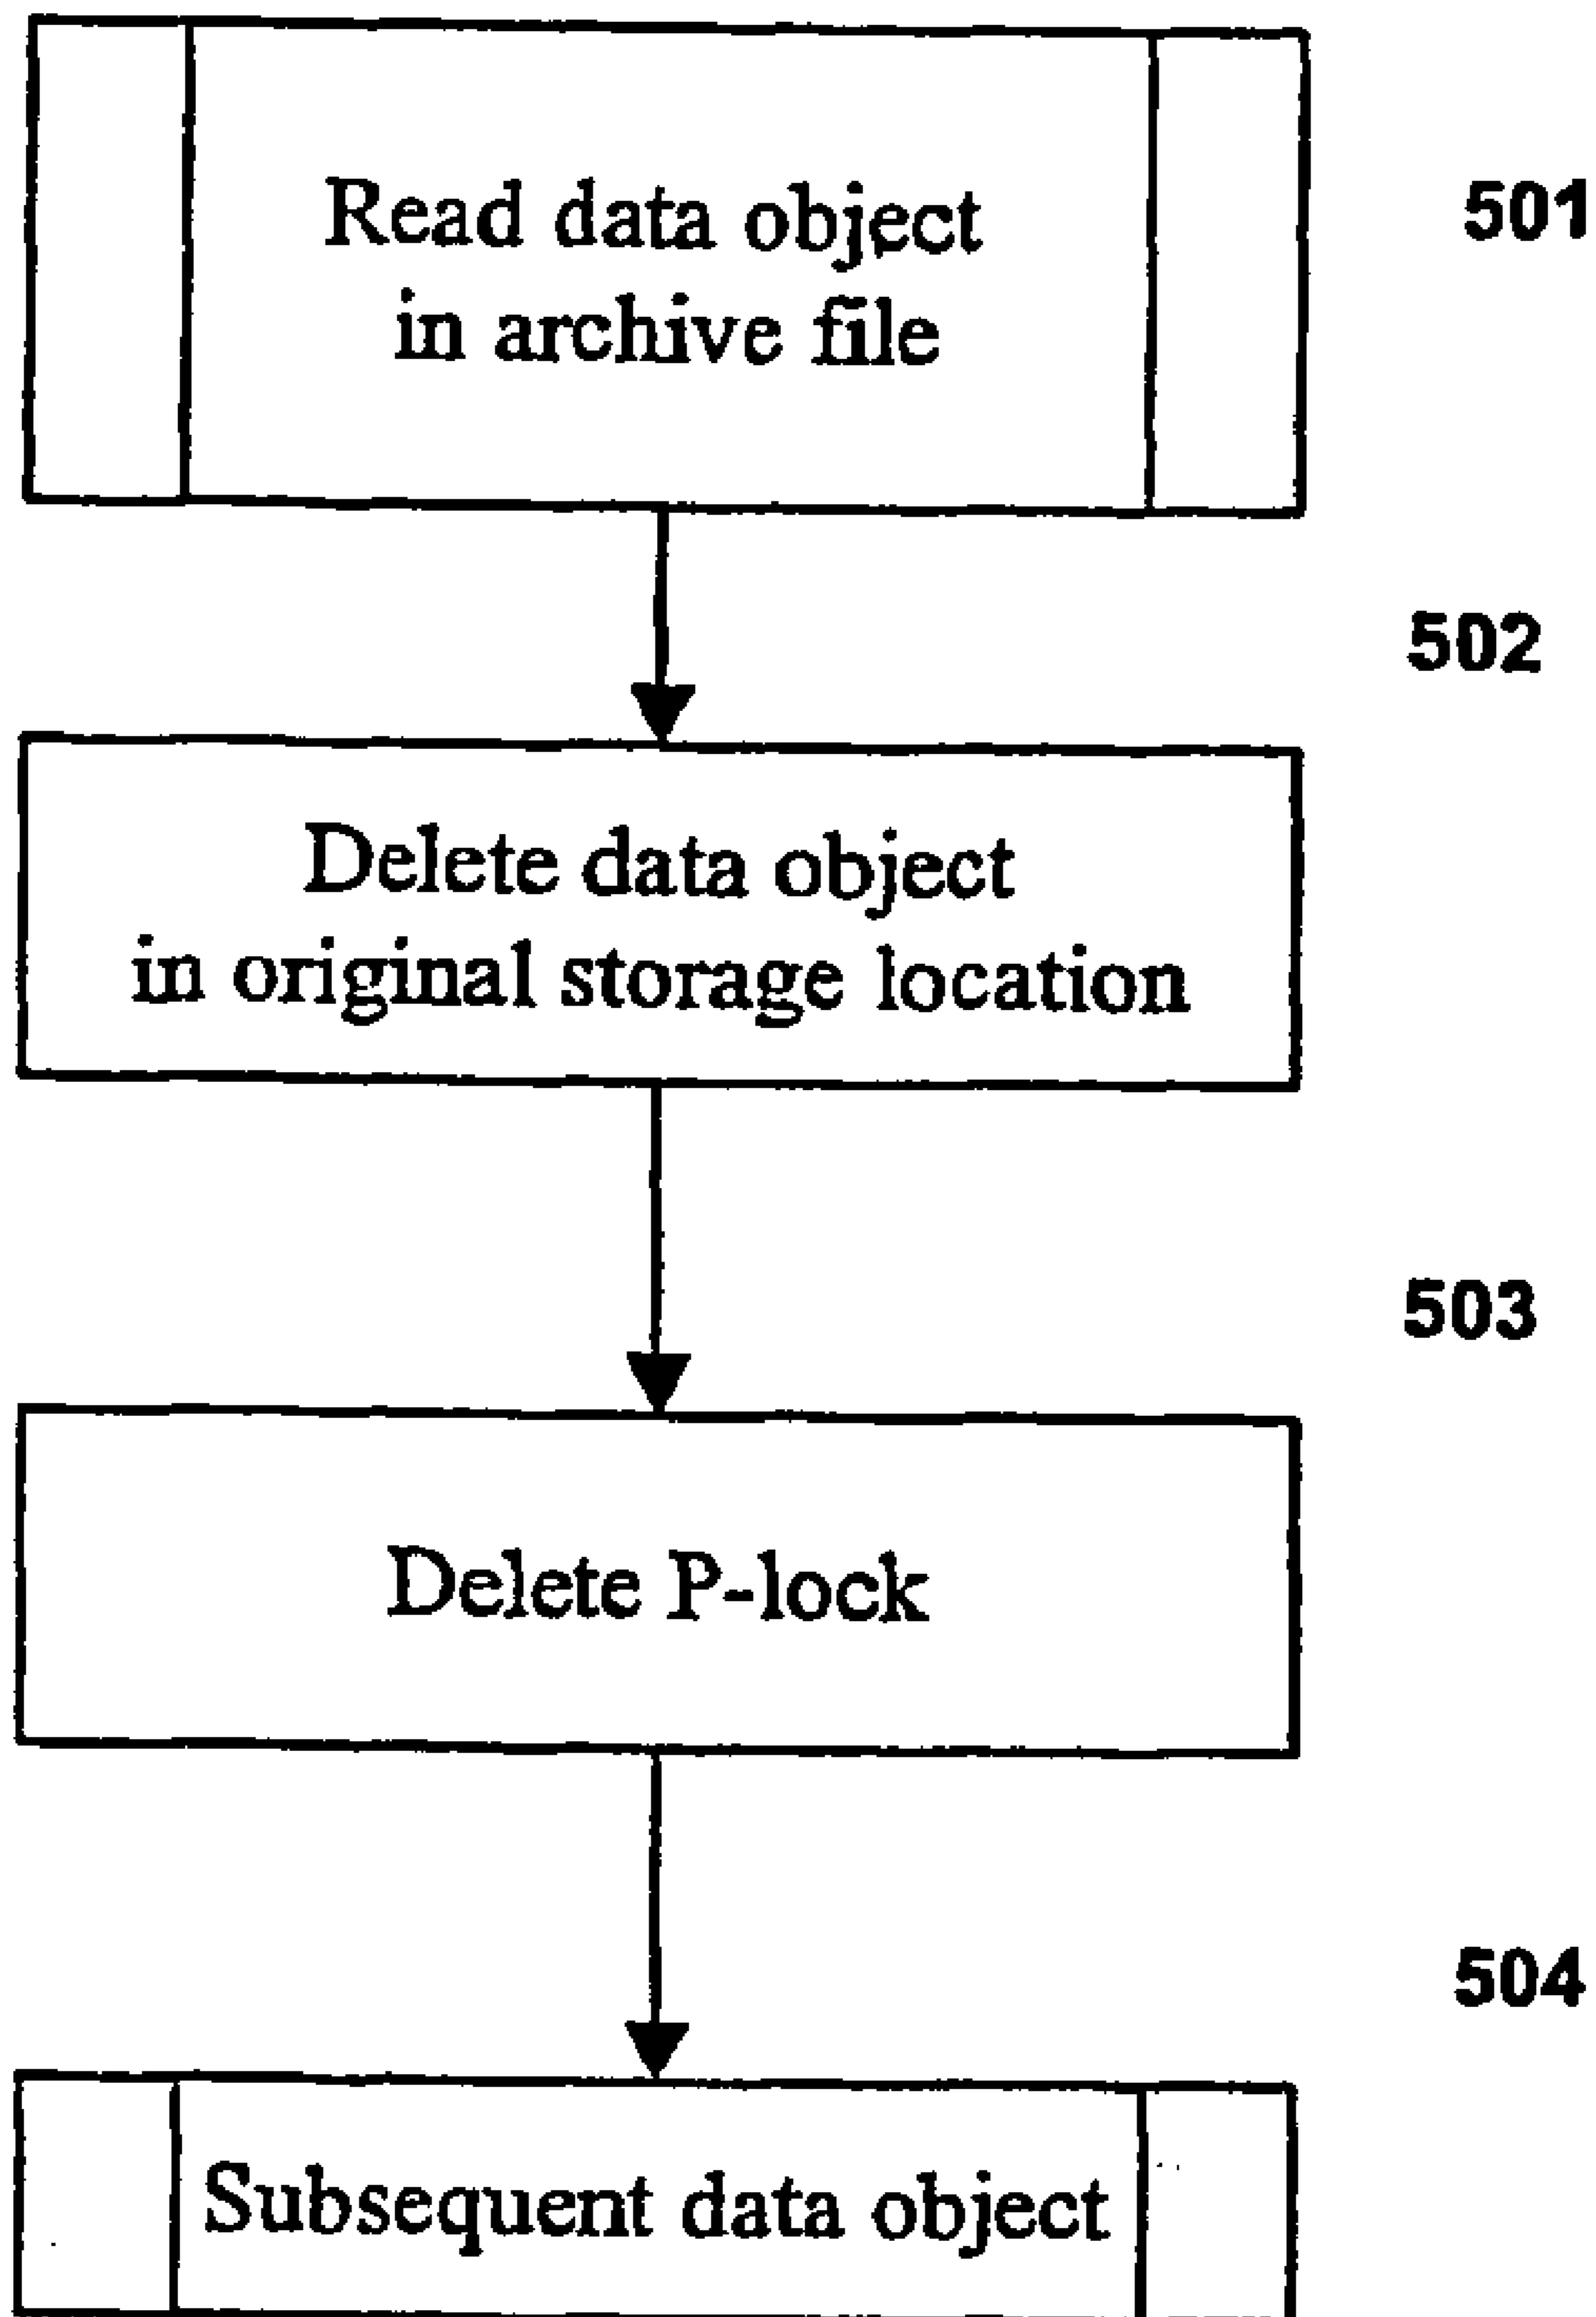 Read data object
in archive file
501
502
Delete data object
in original storage location
503
Delete P-lock
504
Subsequent data object